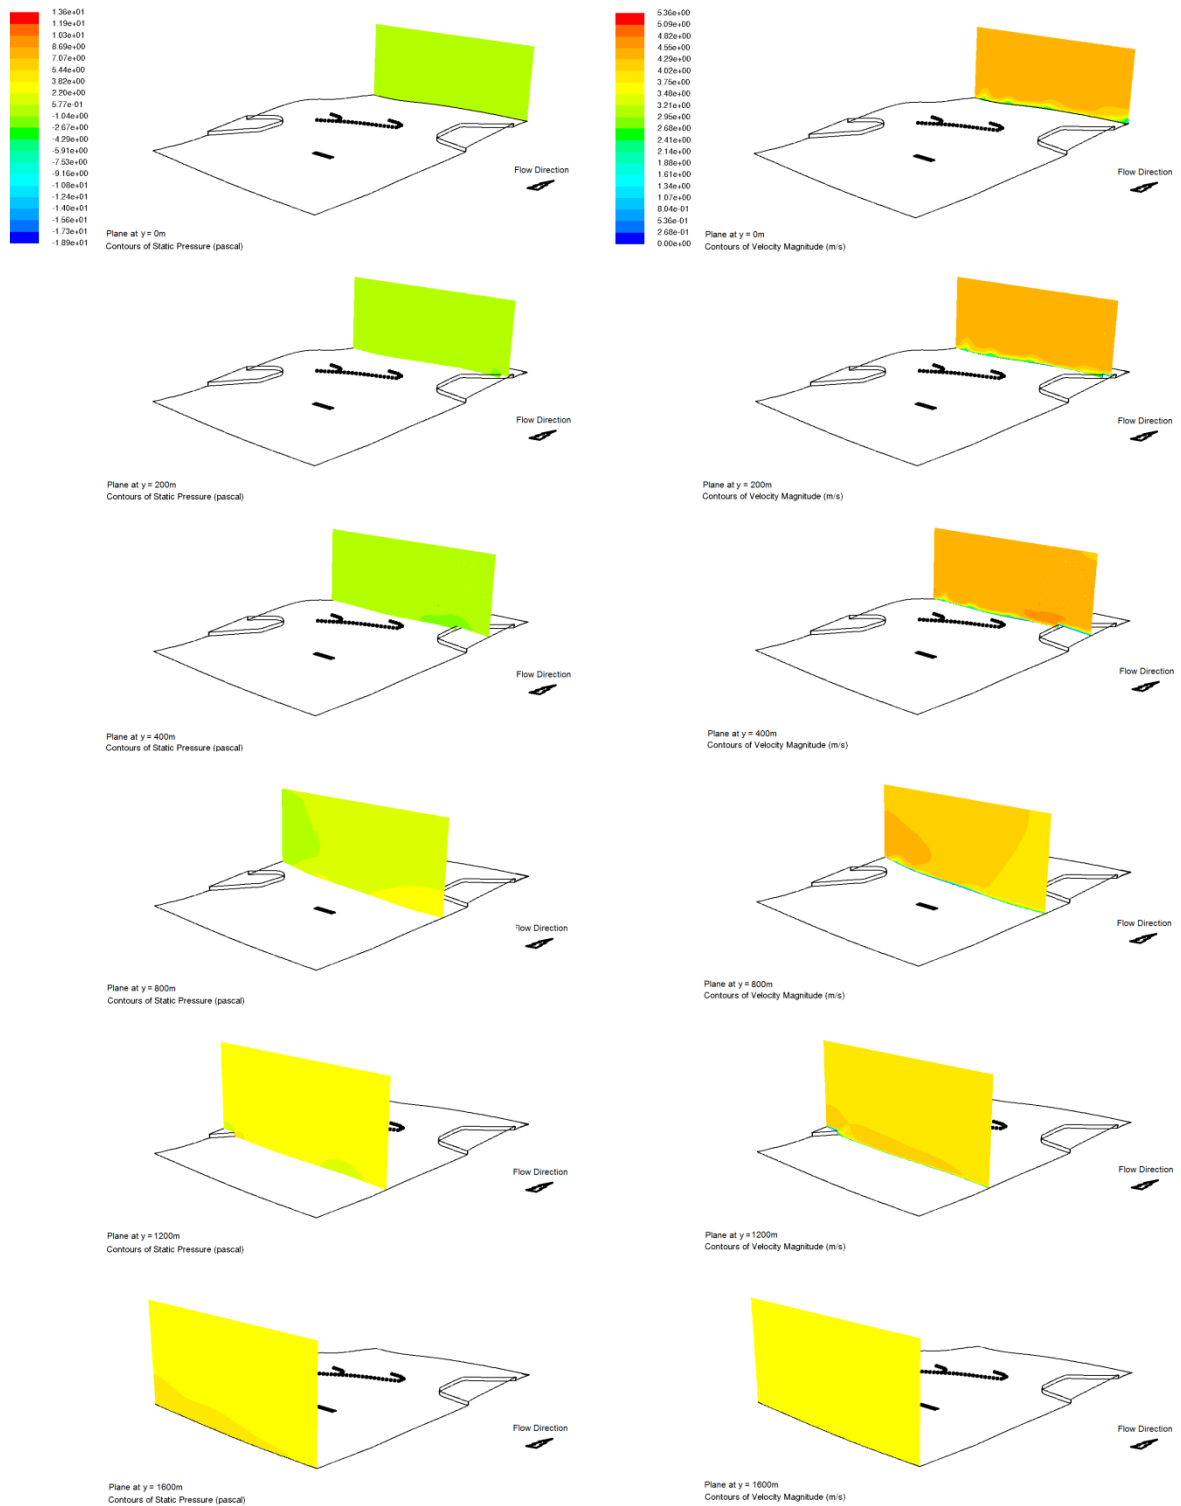 1.36e+01
1.19e+01
1.03e+01
8.69e+00
7.07e+00
5.44e+00
3.82e+00
2.20e+00
5.77e-01
-1.04e+00
-2.67e+00
-4.29e+00
-5.91e+00
-7.53e+00
-9.16e+00
-1.08e+01
-1.24e+01
-1.40e+01
-1.56e+01
-1.73e+01
-1.89e+01
Flow Direction
Plane at y = 0m
Contours of Static Pressure (pascal)
5.36e+00
5.09e+00
4.82e+00
4.55e+00
4.29e+00
4.02e+00
3.75e+00
3.48e+00
3.21e+00
2.95e+00
2.68e+00
2.41e+00
2.14e+00
1.88e+00
1.61e+00
1.34e+00
1.07e+00
8.04e-01
5.36e-01
2.68e-01
0.00e+00
Flow Direction
Plane at y = 0m
Contours of Velocity Magnitude (m/s)
Flow Direction
Plane at y = 200m
Contours of Static Pressure (pascal)
Flow Direction
Plane at y = 200m
Contours of Velocity Magnitude (m/s)
Flow Direction
Plane at y = 400m
Contours of Static Pressure (pascal)
Flow Direction
Plane at y = 400m
Contours of Velocity Magnitude (m/s)
Flow Direction
Plane at y = 800m
Contours of Static Pressure (pascal)
Flow Direction
Plane at y = 800m
Contours of Velocity Magnitude (m/s)
Flow Direction
Plane at y = 1200m
Contours of Static Pressure (pascal)
Flow Direction
Plane at y = 1200m
Contours of Velocity Magnitude (m/s)
Flow Direction
Plane at y = 1600m
Contours of Static Pressure (pascal)
Flow Direction
Plane at y = 1600m
Contours of Velocity Magnitude (m/s)